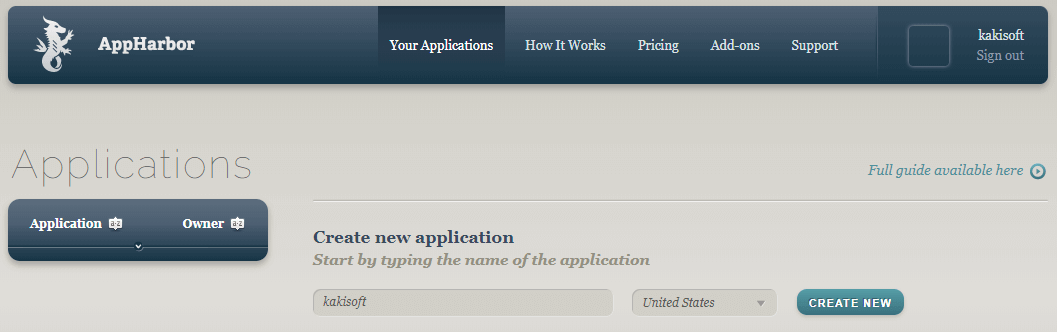 AppHarbor
Your Applications
How It Works
Pricing
Add-ons
Support
kakisoft
Sign out
Applications
Full guide available here
Application
Owner
Create new application
Start by typing the name of the application
kakisoft
United States
CREATE NEW